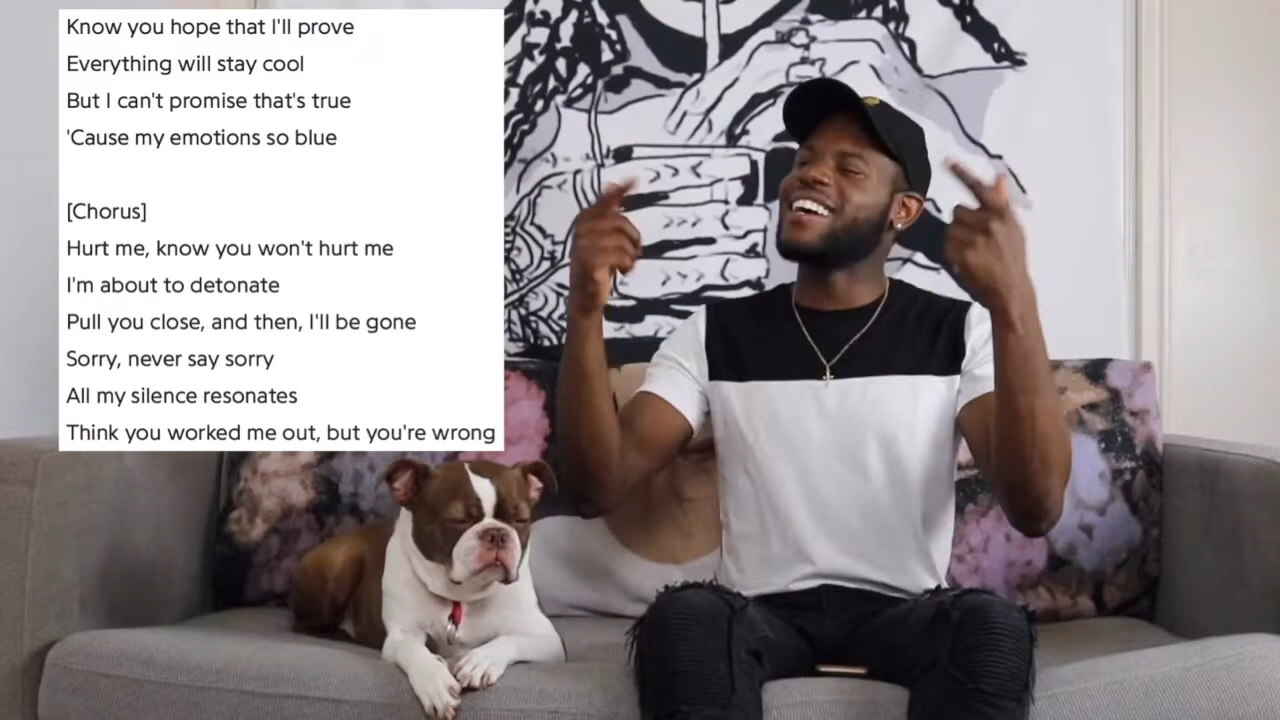 Know you hope that I'll prove
Everything will stay cool
But I can't promise that's true
'Cause my emotions so blue
[Chorus]
Hurt me, know you won't hurt me
I'm about to detonate
Pull you close, and then, I'll be gone
Sorry, never say sorry
All my silence resonates
Think you worked me out, but you're wrong